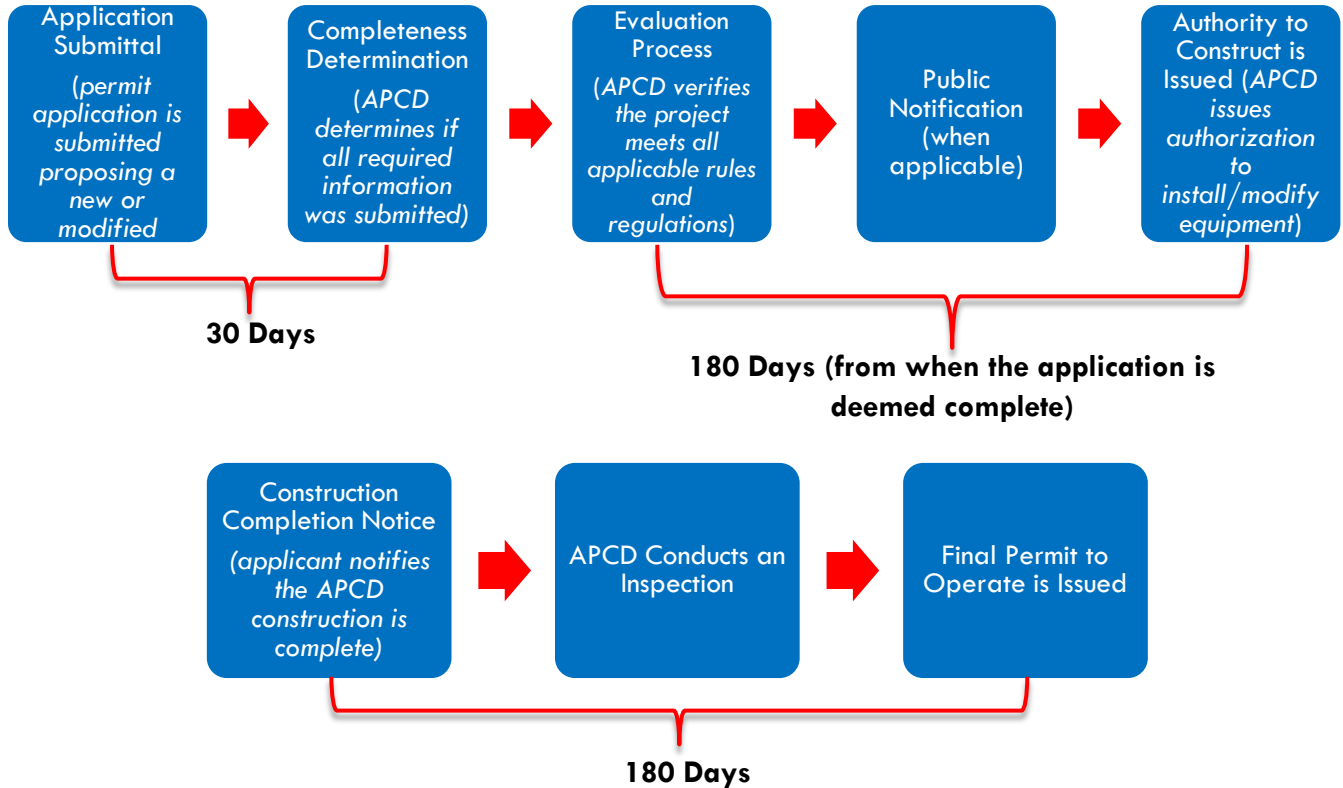 Application
Submittal
(permit
application is
submitted
proposing a
new or
modified
Completeness
Determination
(APCD
determines if
all required
information
was submitted)
Evaluation
Process
(APCD verifies
the project
meets all
applicable rules
and
regulations)
Public
Notification
(when
applicable)
Authority to
Construct is
Issued (APCD
issues
authorization
to
install/modify
equipment)
30 Days
180 Days (from when the application is
deemed complete)
Construction
Completion Notice
(applicant notifies
the APCD
construction is
complete)
APCD Conducts an
Inspection
Final Permit to
Operate is Issued
180 Days